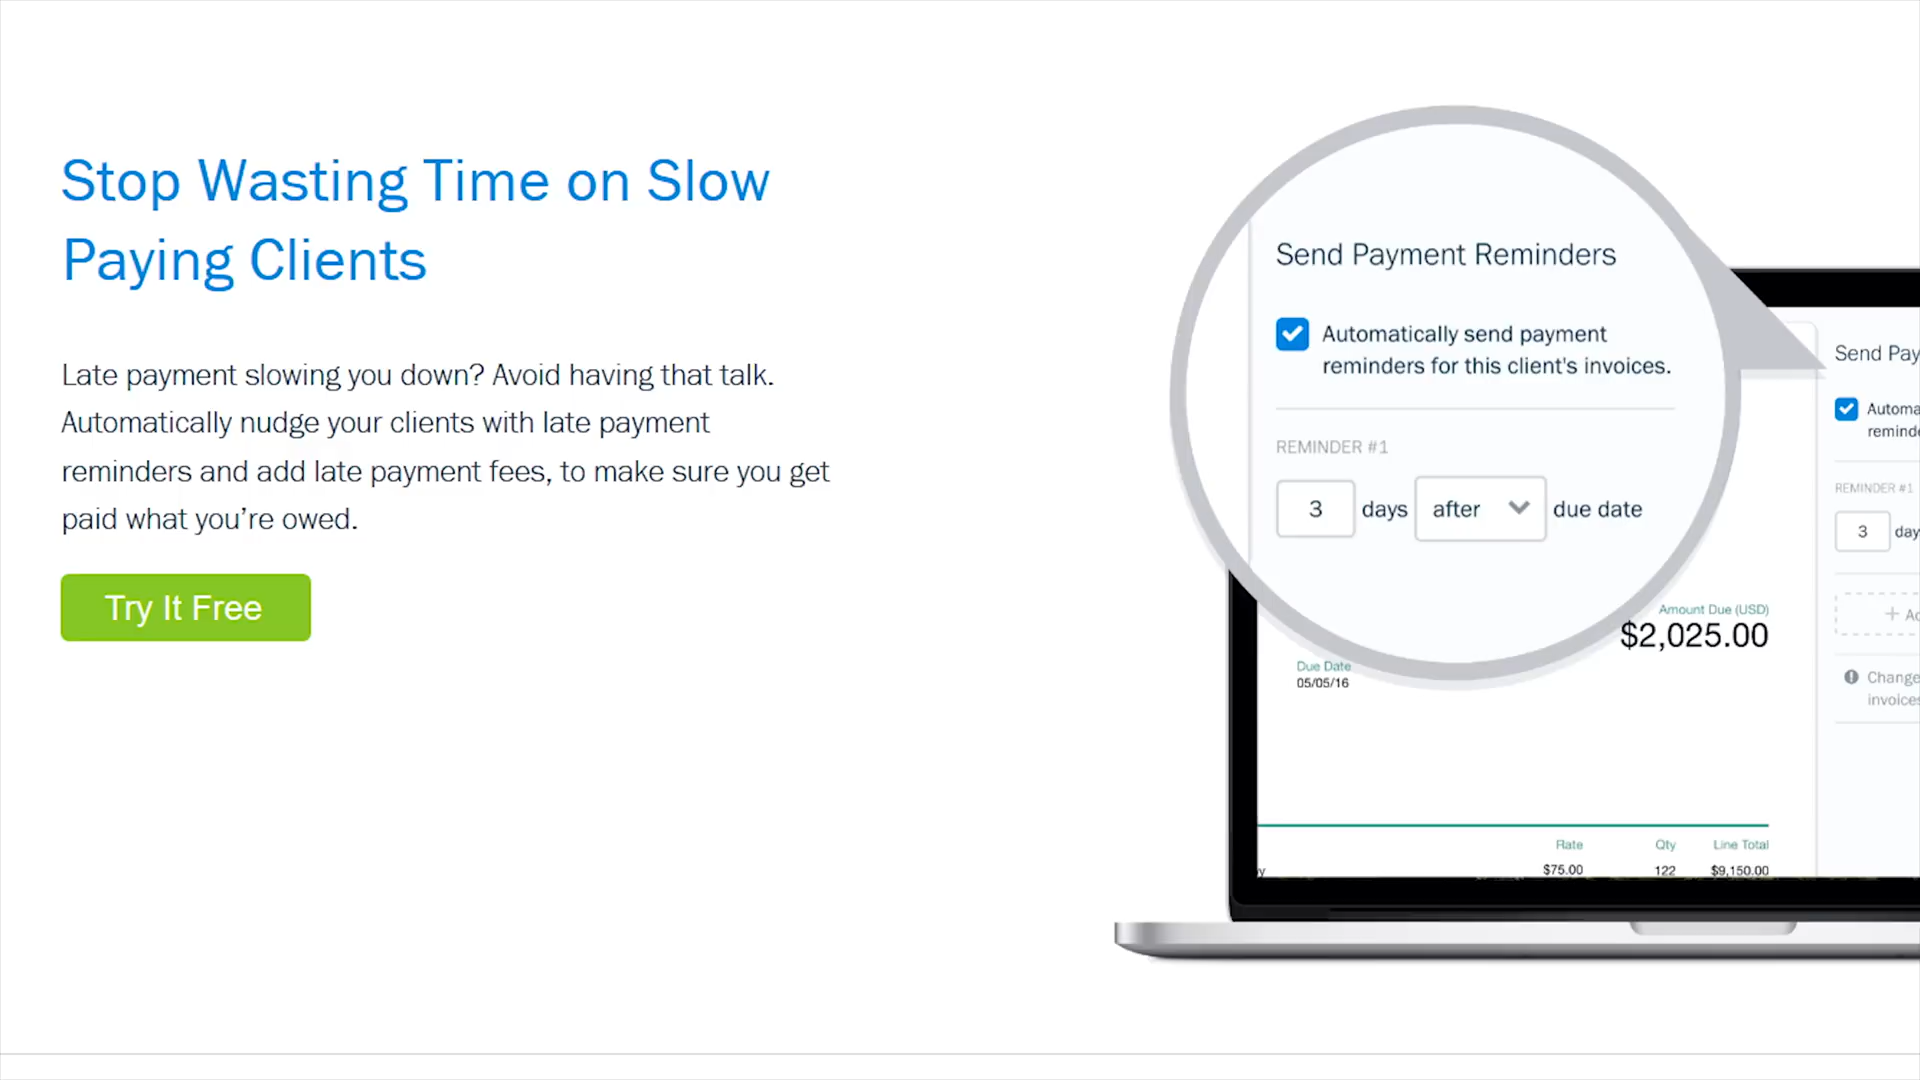 Stop Wasting Time on Slow
Paying Clients
Late payment slowing you down? Avoid having that talk.
Automatically nudge your clients with late payment
reminders and add late payment fees, to make sure you get
paid what you’re owed.
Try It Free
Send Payment Reminders
Automatically send payment
reminders for this client's invoices.
REMINDER #1
3 days after due date
Amount Due (USD)
$2,025.00
Due Date
05/05/16
Rate Qty Line Total
$75.00 122 $9,150.00
Send Pay
Automa
reminde
REMINDER #1
3 day
+ Ad
Change
invoices